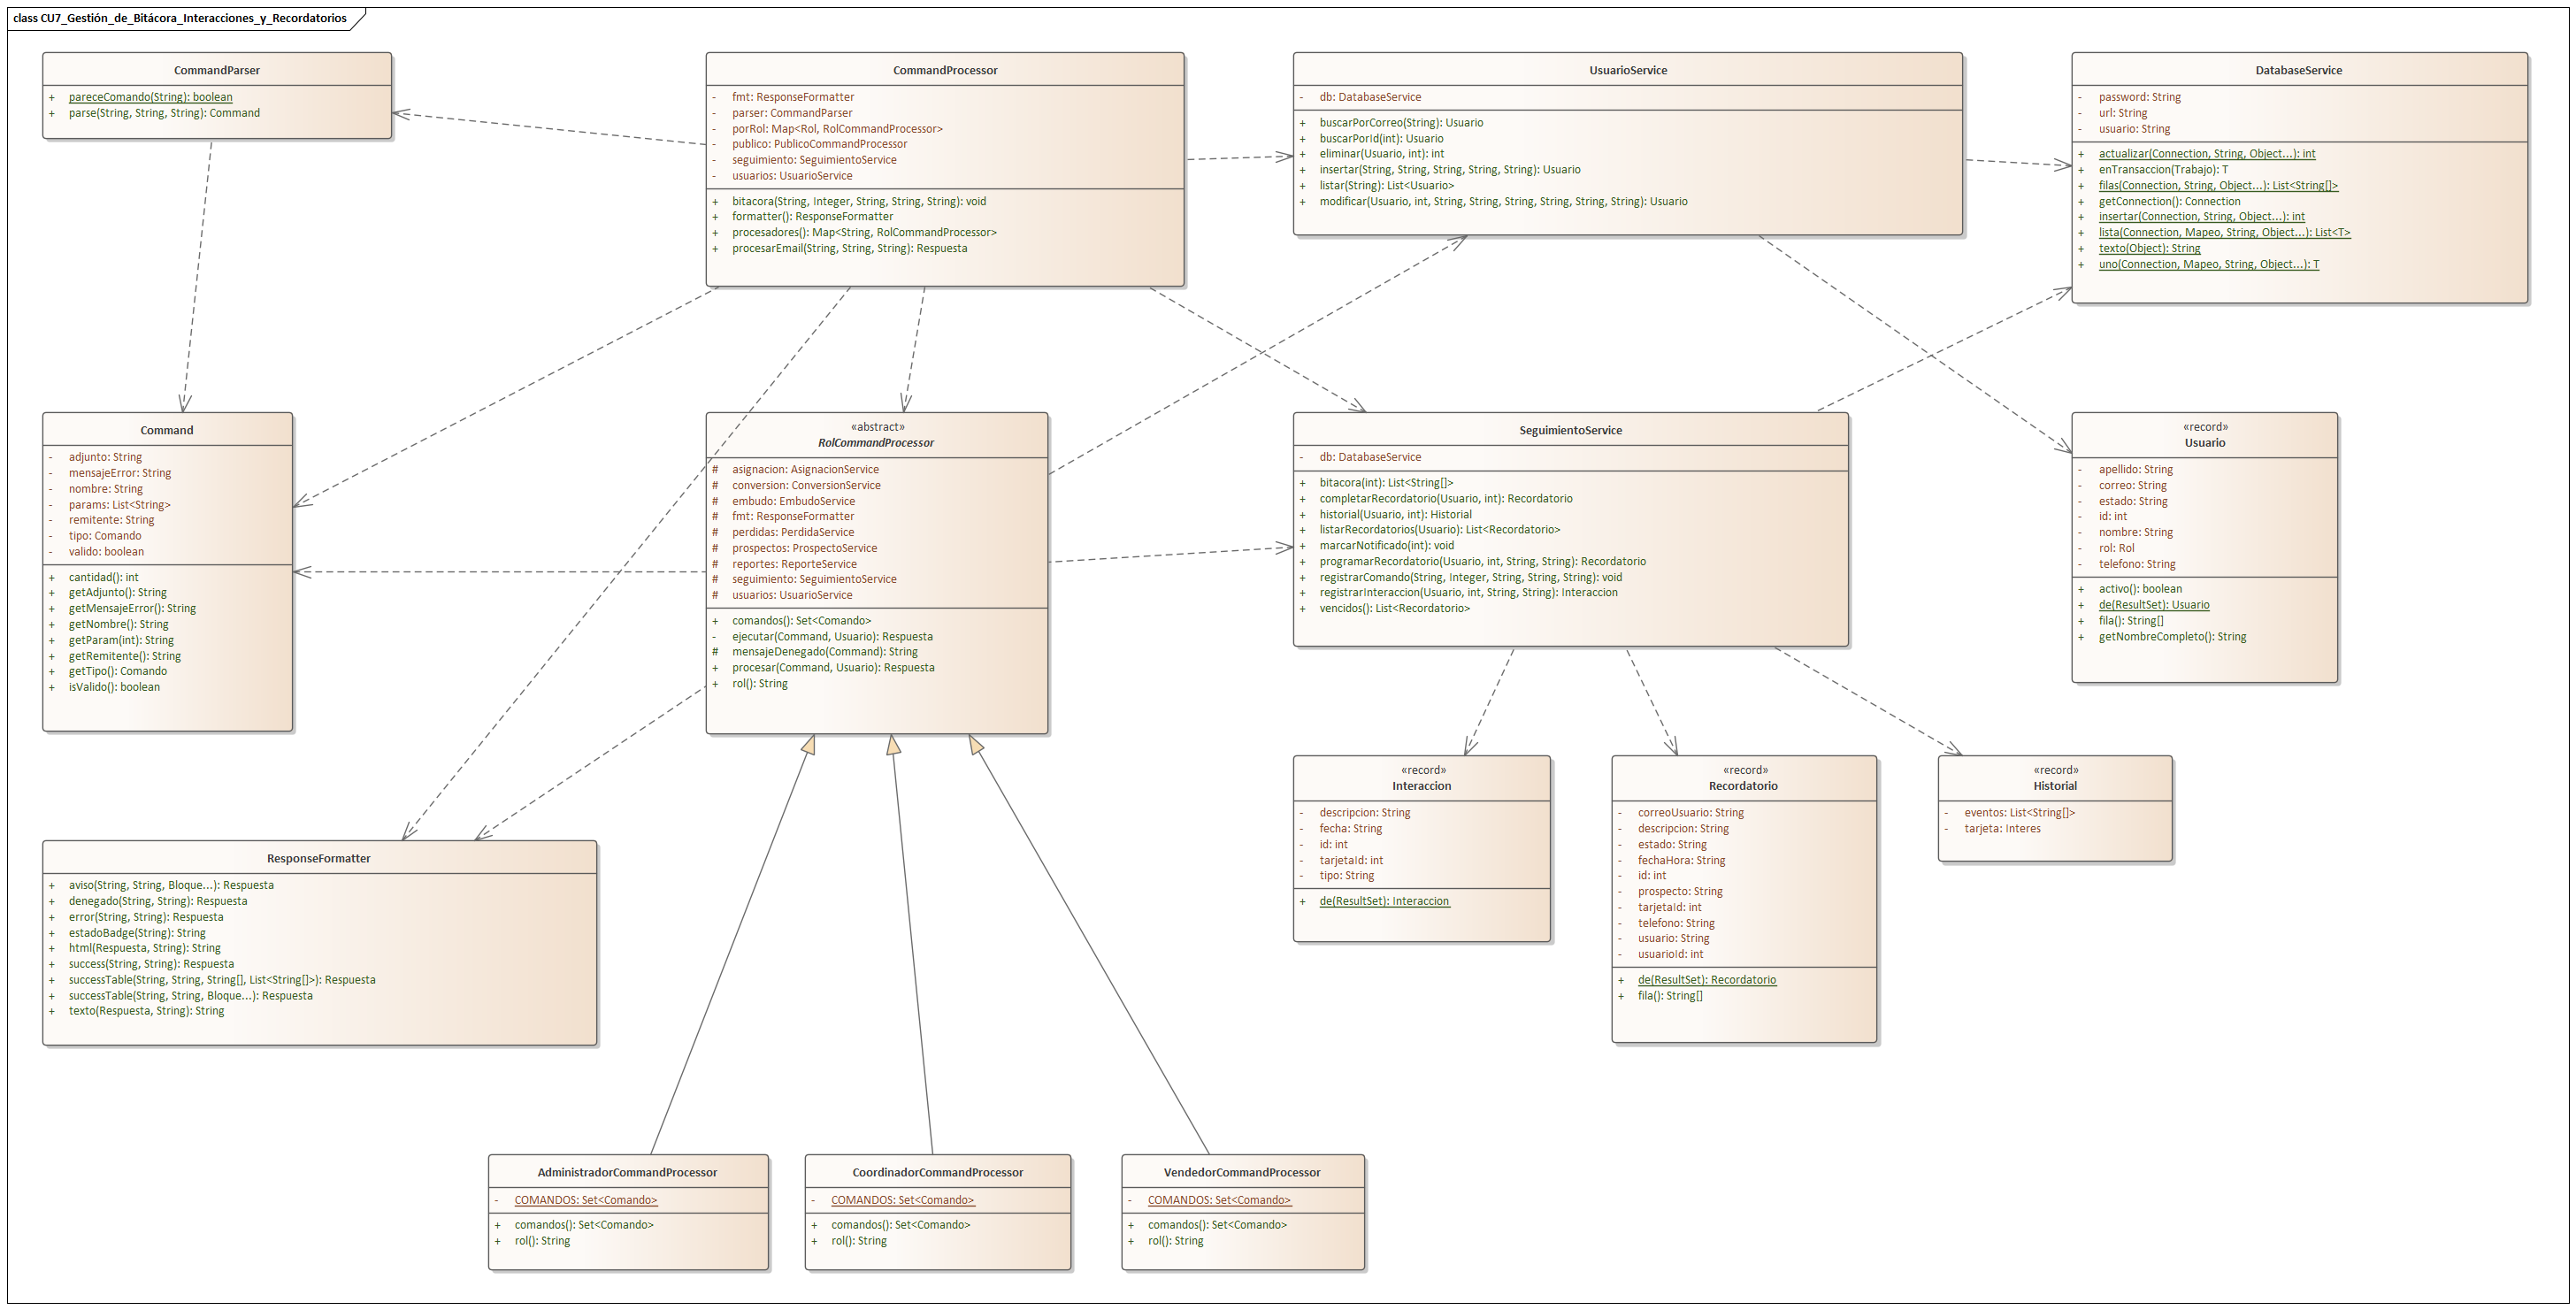 class CU7_Gestión_de_Bitácora_Interacciones_y_Recordatorios
CommandParser
+ pareceComando(String): boolean
+ parse(String, String, String): Command
CommandProcessor
- fmt: ResponseFormatter
- parser: CommandParser
- porRol: Map<Rol, RolCommandProcessor>
- publico: PublicoCommandProcessor
- seguimiento: SeguimientoService
- usuarios: UsuarioService
+ bitacora(String, Integer, String, String, String): void
+ formatter(): ResponseFormatter
+ procesadores(): Map<String, RolCommandProcessor>
+ procesarEmail(String, String, String): Respuesta
UsuarioService
- db: DatabaseService
+ buscarPorCorreo(String): Usuario
+ buscarPorId(int): Usuario
+ eliminar(Usuario, int): int
+ insertar(String, String, String, String, String): Usuario
+ listar(String): List<Usuario>
+ modificar(Usuario, int, String, String, String, String, String, String): Usuario
DatabaseService
- password: String
- url: String
- usuario: String
+ actualizar(Connection, String, Object...): int
+ enTransaccion(Trabajo): T
+ filas(Connection, String, Object...): List<String[]>
+ getConnection(): Connection
+ insertar(Connection, String, Object...): int
+ lista(Connection, Mapeo, String, Object...): List<T>
+ texto(Object): String
+ uno(Connection, Mapeo, String, Object...): T
Command
- adjunto: String
- mensajeError: String
- nombre: String
- params: List<String>
- remitente: String
- tipo: Comando
- valido: boolean
+ cantidad(): int
+ getAdjunto(): String
+ getMensajeError(): String
+ getNombre(): String
+ getParam(int): String
+ getRemitente(): String
+ getTipo(): Comando
+ isValido(): boolean
«abstract»
RolCommandProcessor
# asignacion: AsignacionService
# conversion: ConversionService
# embudo: EmbudoService
# fmt: ResponseFormatter
# perdidas: PerdidaService
# prospectos: ProspectoService
# reportes: ReporteService
# seguimiento: SeguimientoService
# usuarios: UsuarioService
+ comandos(): Set<Comando>
- ejecutar(Command, Usuario): Respuesta
# mensajeDenegado(Command): String
+ procesar(Command, Usuario): Respuesta
+ rol(): String
SeguimientoService
- db: DatabaseService
+ bitacora(int): List<String[]>
+ completarRecordatorio(Usuario, int): Recordatorio
+ historial(Usuario, int): Historial
+ listarRecordatorios(Usuario): List<Recordatorio>
+ marcarNotificado(int): void
+ programarRecordatorio(Usuario, int, String, String): Recordatorio
+ registrarComando(String, Integer, String, String, String): void
+ registrarInteraccion(Usuario, int, String, String): Interaccion
+ vencidos(): List<Recordatorio>
«record»
Usuario
- apellido: String
- correo: String
- estado: String
- id: int
- nombre: String
- rol: Rol
- telefono: String
+ activo(): boolean
+ de(ResultSet): Usuario
+ fila(): String[]
+ getNombreCompleto(): String
«record»
Interaccion
- descripcion: String
- fecha: String
- id: int
- tarjetaId: int
- tipo: String
+ de(ResultSet): Interaccion
«record»
Recordatorio
- correoUsuario: String
- descripcion: String
- estado: String
- fechaHora: String
- id: int
- prospecto: String
- tarjetaId: int
- telefono: String
- usuario: String
- usuarioId: int
+ de(ResultSet): Recordatorio
+ fila(): String[]
«record»
Historial
- eventos: List<String[]>
- tarjeta: Interes
ResponseFormatter
+ aviso(String, String, Bloque...): Respuesta
+ denegado(String, String): Respuesta
+ error(String, String): Respuesta
+ estadoBadge(String): String
+ html(Respuesta, String): String
+ success(String, String): Respuesta
+ successTable(String, String, String[], List<String[]>): Respuesta
+ successTable(String, String, Bloque...): Respuesta
+ texto(Respuesta, String): String
AdministradorCommandProcessor
- COMANDOS: Set<Comando>
+ comandos(): Set<Comando>
+ rol(): String
CoordinadorCommandProcessor
- COMANDOS: Set<Comando>
+ comandos(): Set<Comando>
+ rol(): String
VendedorCommandProcessor
- COMANDOS: Set<Comando>
+ comandos(): Set<Comando>
+ rol(): String